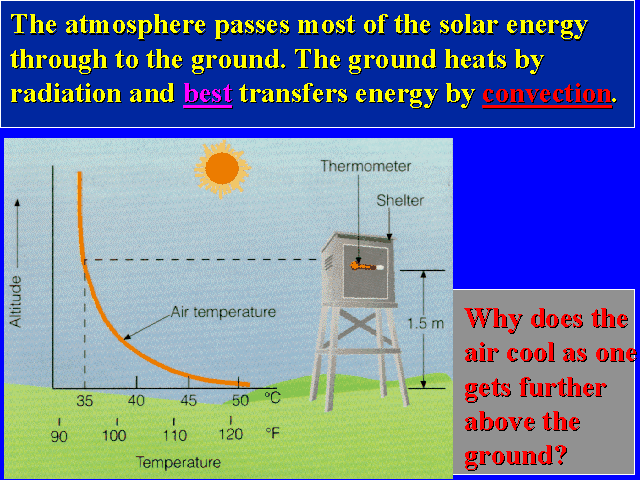 The atmosphere passes most of the solar energy
through to the ground. The ground heats by
radiation and best transfers energy by convection.
Thermometer
Shelter
Altitude
Air temperature
1.5 m
35 40 45 50 °C
90 100 110 120 °F
Temperature
Why does the
air cool as one
gets further
above the
ground?